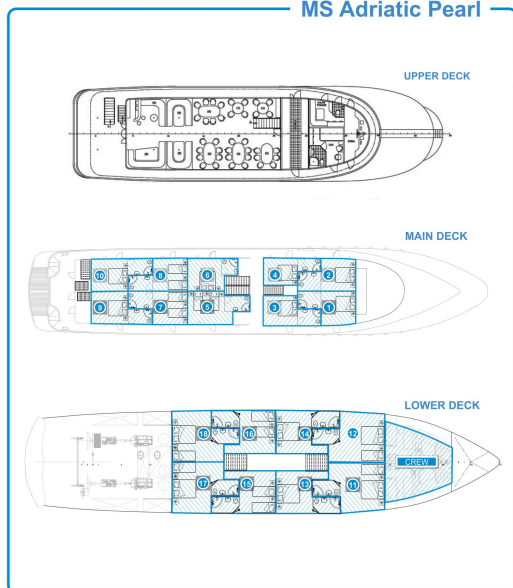 MS Adriatic Pearl
UPPER DECK
MAIN DECK
10 8 6 4 2
9 7 5 3 1
LOWER DECK
18 16 14 12
CREW
17 15 13 11